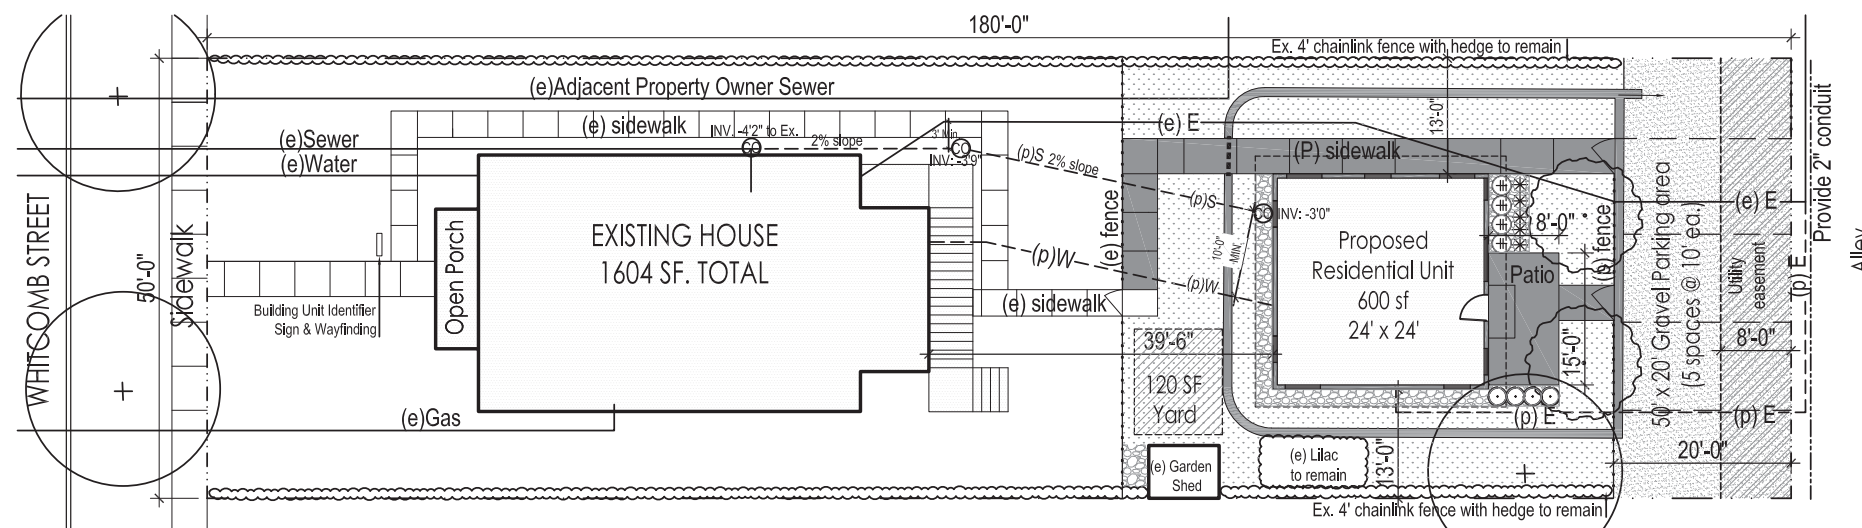 180'-0"
Ex. 4' chainlink fence with hedge to remain
(e)Adjacent Property Owner Sewer
(e) sidewalk
INV. -4'2" to Ex.
2% slope
3' Min.
(e) E
13'-0"
(e)Sewer
(e)Water
CO
CO
INV: -3'9"
(p)S 2% slope
(p)S
(P) sidewalk
WHITCOMB STREET
Sidewalk
50'-0"
Open Porch
EXISTING HOUSE
1604 SF. TOTAL
Building Unit Identifier
Sign & Wayfinding
(e) fence
(p)W
(p)W
10'-0"
MIN.
CO
INV: -3'0"
Proposed
Residential Unit
600 sf
24' x 24'
8'-0"
(p) fence
Patio
15'-0"
50' x 20' Gravel Parking area
(5 spaces @ 10' ea.)
Utility
easement
(e) E
(p) E
Provide 2" conduit
Alley
(e) sidewalk
39'-6"
8'-0"
120 SF
Yard
(e)Gas
(p) E
(p) E
20'-0"
(e) Garden
Shed
(e) Lilac
to remain
13'-0"
Ex. 4' chainlink fence with hedge to remain